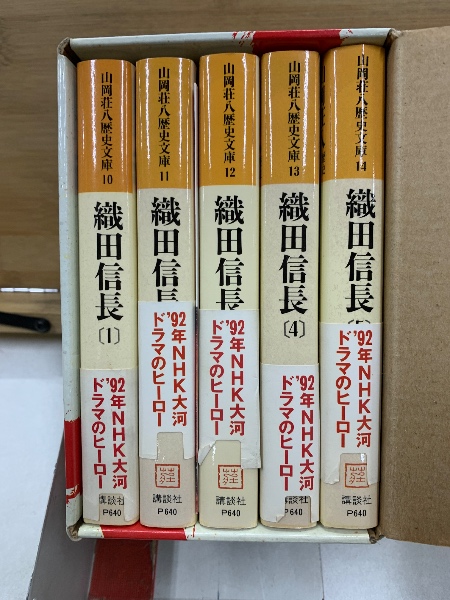 山岡荘八歴史文庫 10
織田信長
〔1〕
'92年NHK大河
ドラマのヒーロー
講談社
P640
山岡荘八歴史文庫 11
織田信長
'92年NHK大河
ドラマのヒーロー
講談社
P640
山岡荘八歴史文庫 12
織田信長
'92年NHK大河
ドラマのヒーロー
講談社
P640
山岡荘八歴史文庫 13
織田信長
〔4〕
'92年NHK大河
ドラマのヒーロー
講談社
P640
山岡荘八歴史文庫 14
織田信長
'92年NHK大河
ドラマのヒーロー
講談社
P640